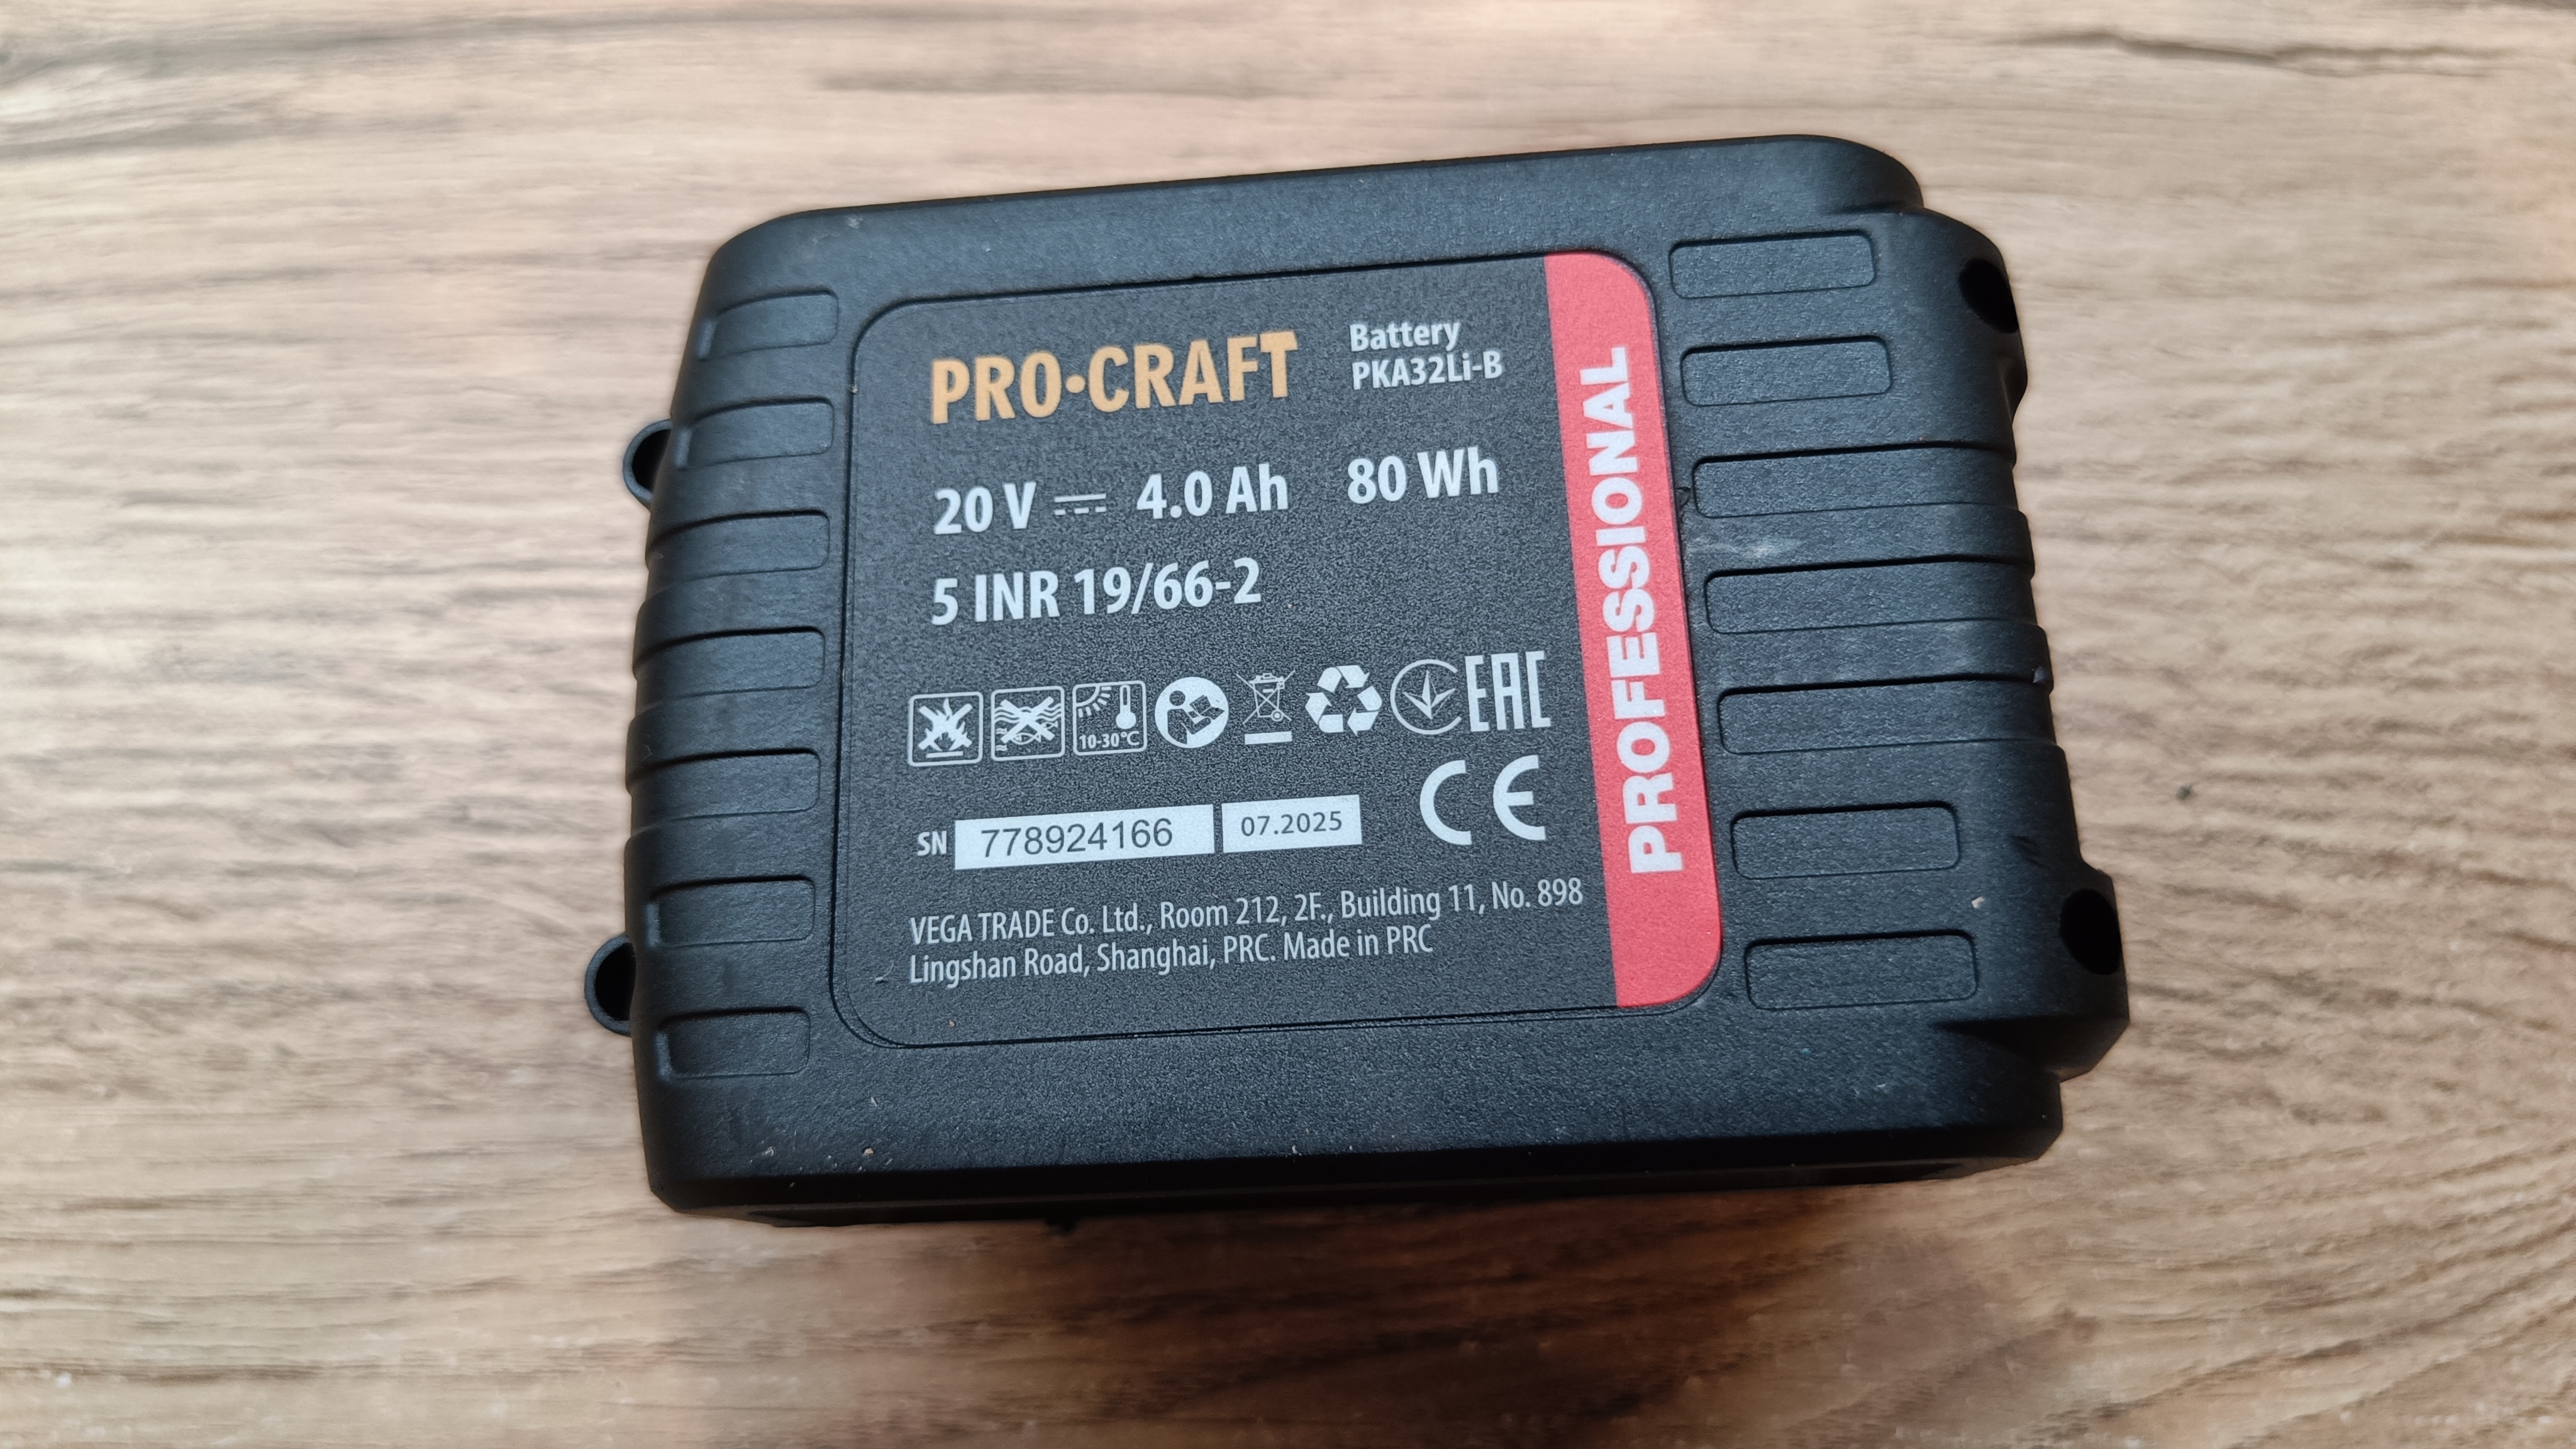 PRO·CRAFT
Battery
PKA32Li-B
20 V ⎓ 4.0 Ah 80 Wh
5 INR 19/66-2
10-30°C
EAC
SN 778924166 07.2025
CE
VEGA TRADE Co. Ltd., Room 212, 2F., Building 11, No. 898
Lingshan Road, Shanghai, PRC. Made in PRC
PROFESSIONAL